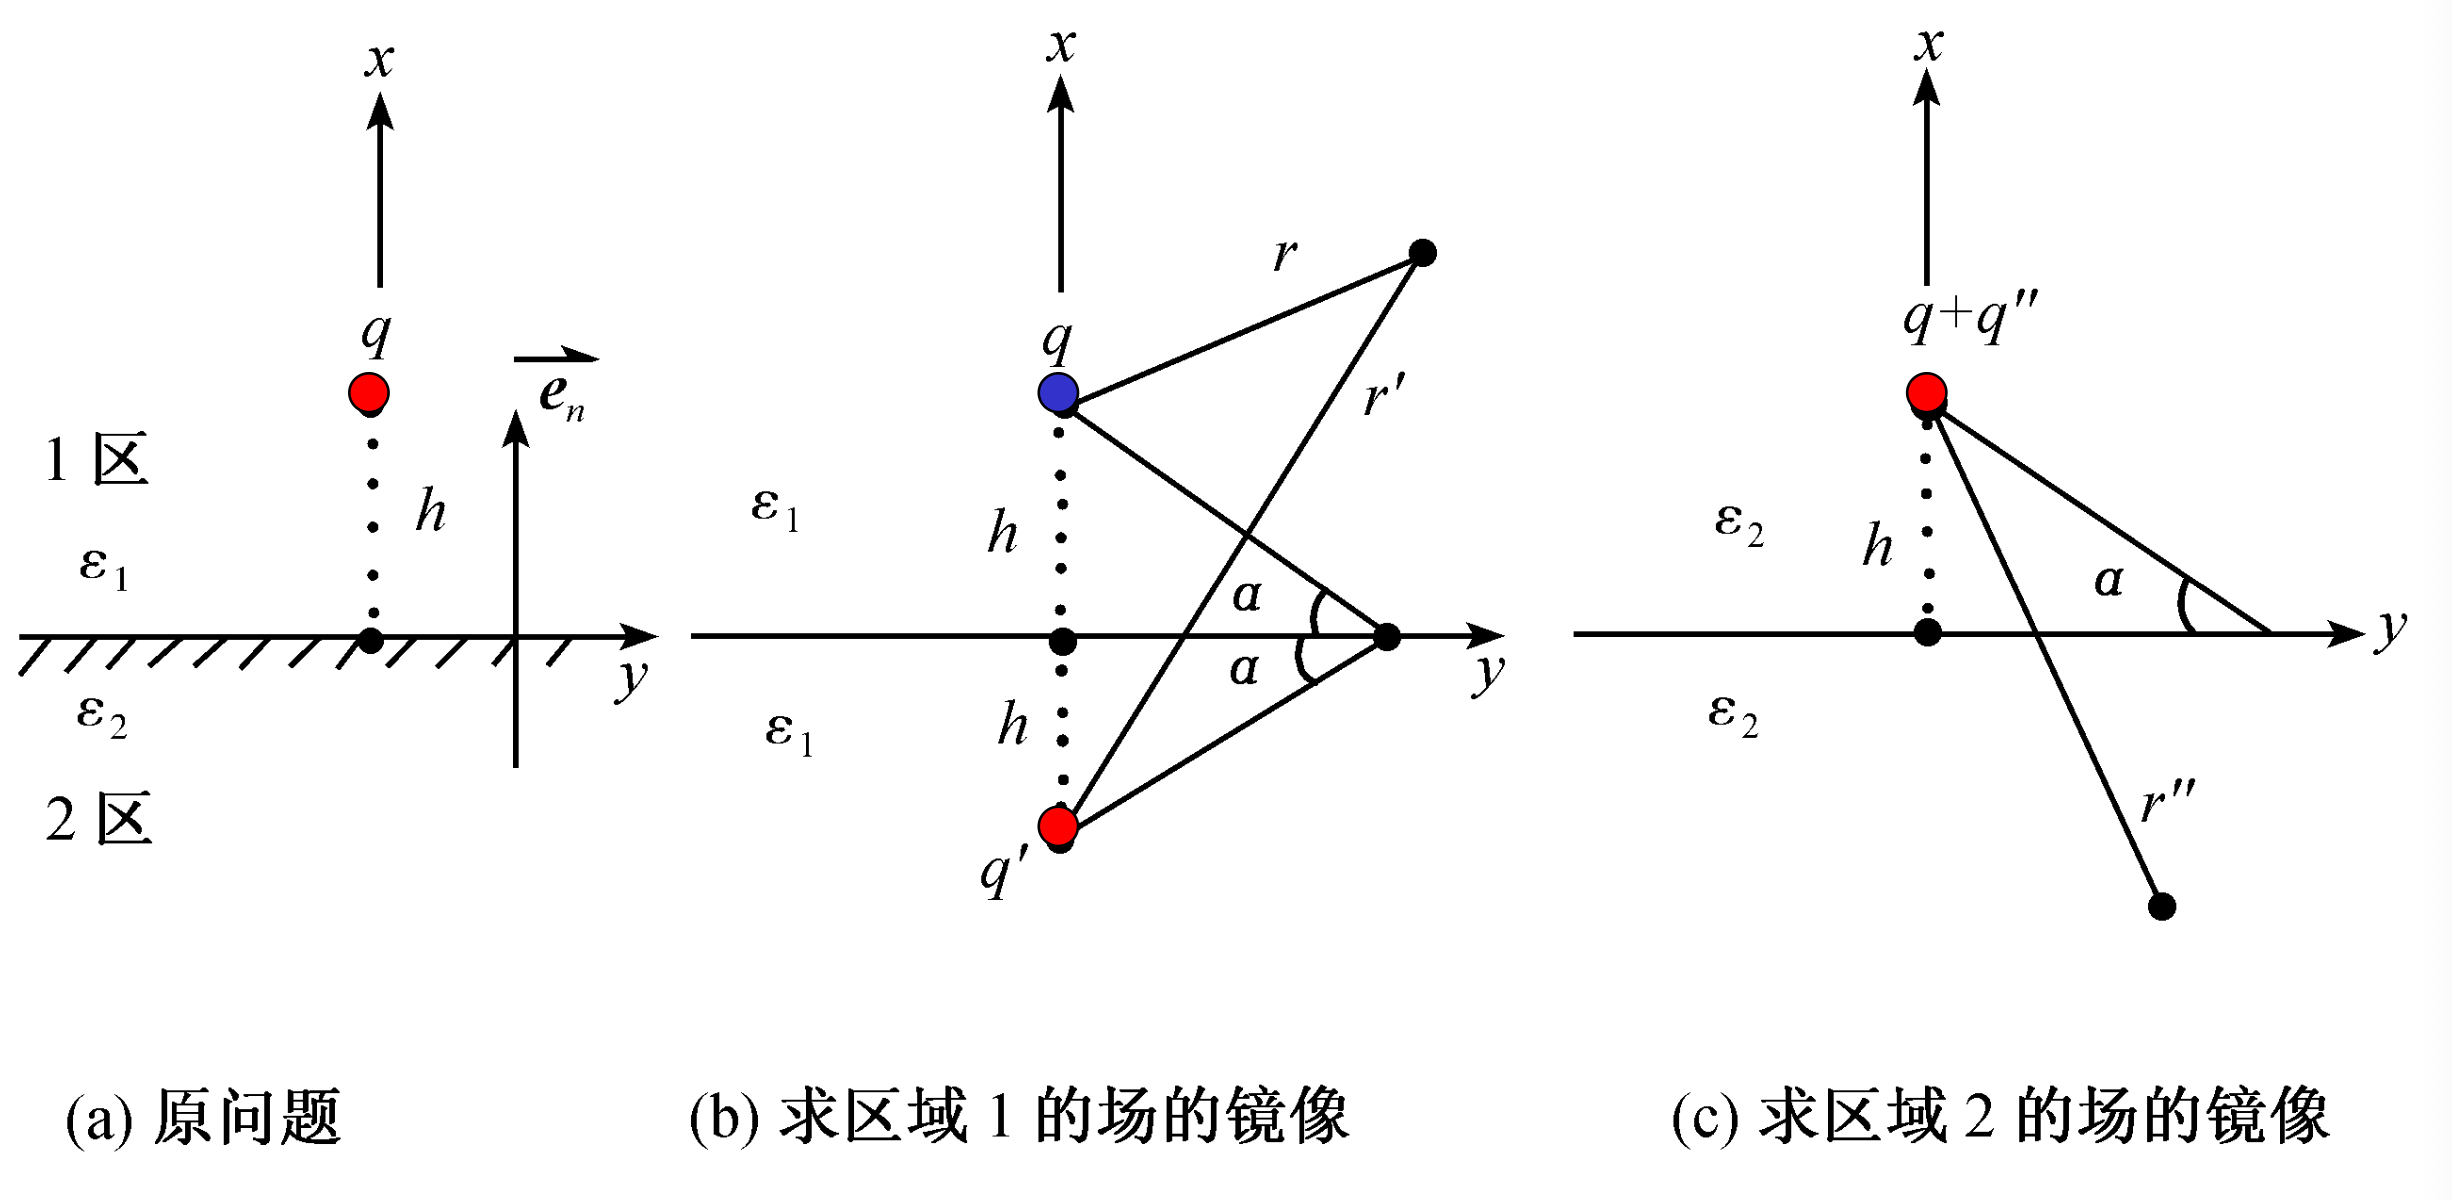 x
q
e_n
1 区
h
ε₁
y
ε₂
2 区
(a) 原问题
x
r
q
r′
ε₁
h
α
α
y
ε₁
h
q′
(b) 求区域 1 的场的镜像
x
q+q″
ε₂
h
α
y
ε₂
r″
(c) 求区域 2 的场的镜像